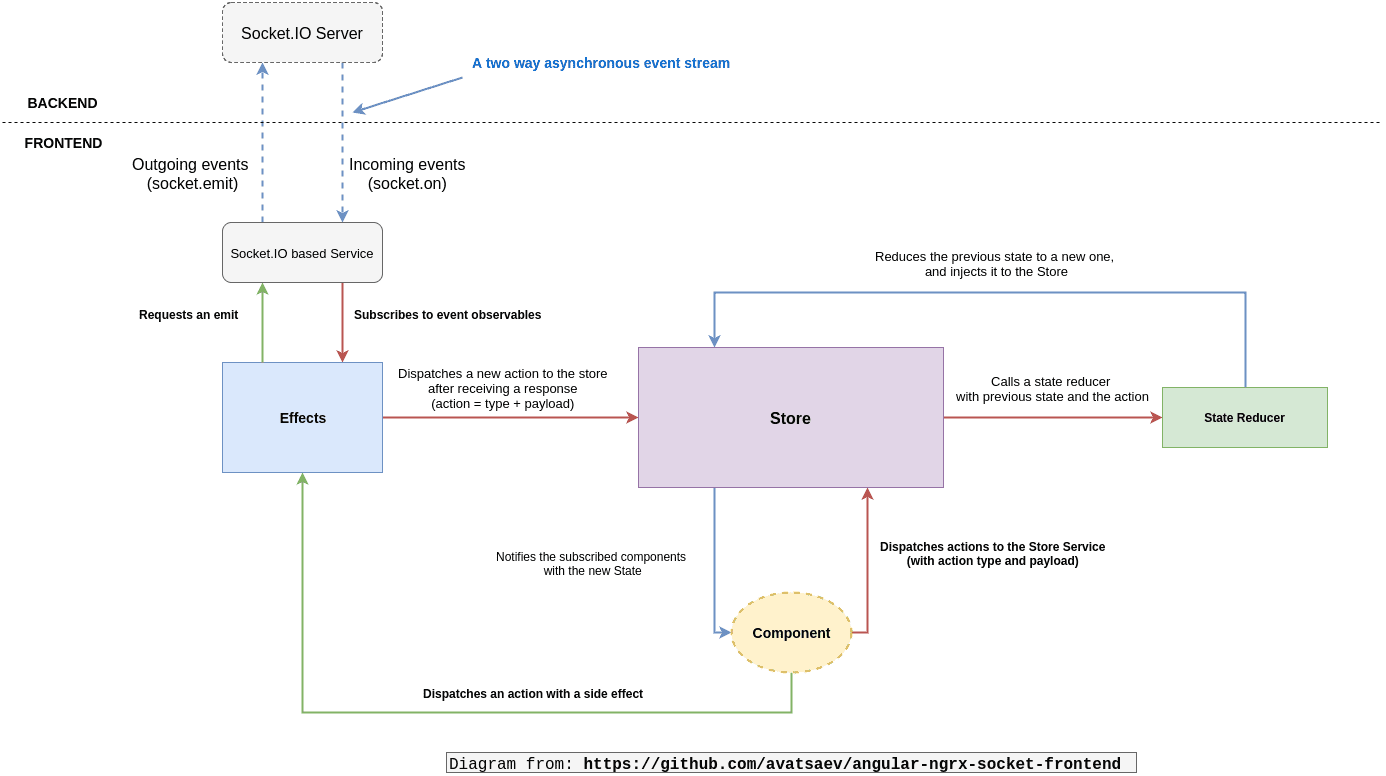 Socket.IO Server
A two way asynchronous event stream
BACKEND
FRONTEND
Outgoing events
(socket.emit)
Incoming events
(socket.on)
Socket.IO based Service
Reduces the previous state to a new one,
and injects it to the Store
Requests an emit
Subscribes to event observables
Dispatches a new action to the store
after receiving a response
(action = type + payload)
Calls a state reducer
with previous state and the action
Effects
Store
State Reducer
Notifies the subscribed components
with the new State
Dispatches actions to the Store Service
(with action type and payload)
Component
Dispatches an action with a side effect
Diagram from: https://github.com/avatsaev/angular-ngrx-socket-frontend